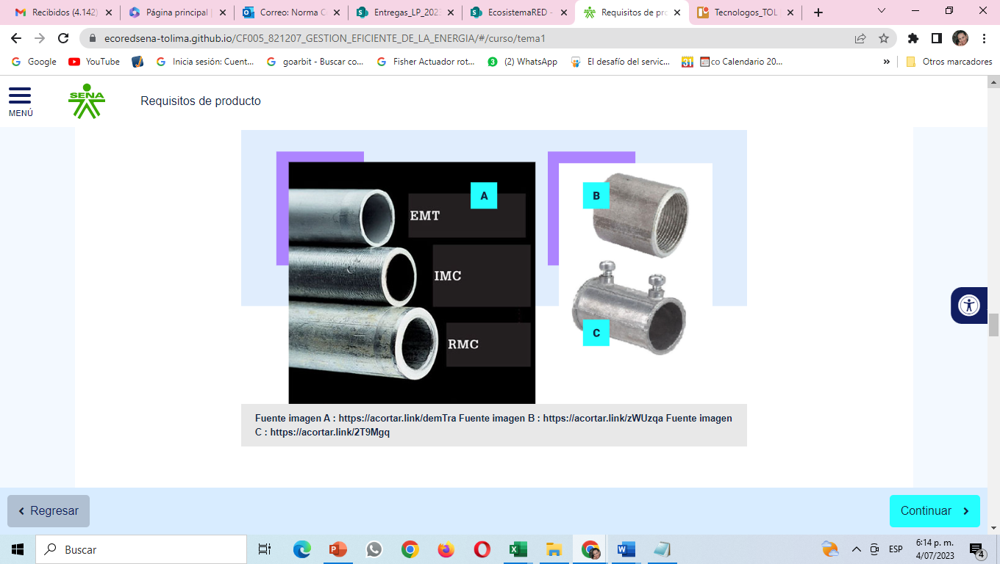 Recibidos (4.142)
Página principal
Correo: Norma C
Entregas_LP_202
EcosistemaRED -
Requisitos de pro
Tecnologos_TOL
ecoredsena-tolima.github.io/CF005_821207_GESTION_EFICIENTE_DE_LA_ENERGIA/#/curso/tema1
Google
YouTube
Inicia sesión: Cuent...
goarbit - Buscar co...
Fisher Actuador rot...
3
(2) WhatsApp
El desafío del servic...
31
co Calendario 20...
»
Otros marcadores
MENÚ
SENA
Requisitos de producto
A
EMT
IMC
RMC
B
C
Fuente imagen A : https://acortar.link/demTra Fuente imagen B : https://acortar.link/zWUzqa Fuente imagen
C : https://acortar.link/2T9Mgq
Regresar
Continuar
Buscar
ESP
6:14 p. m.
4/07/2023
4